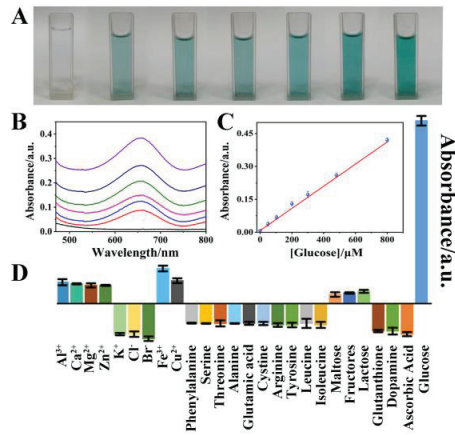 A
B
C
Absorbance/a.u.
0.4
0.3
0.2
0.1
0.0
500
600
700
800
Wavelength/nm
Absorbance/a.u.
0.45
0.30
0.15
0.00
0
200
400
600
800
[Glucose]/μM
Absorbance/a.u.
D
Al³⁺
Ca²⁺
Mg²⁺
Zn²⁺
K⁺
Cl⁻
Br⁻
Fe³⁺
Cu²⁺
Phenylalanine
Serine
Threonine
Alanine
Glutamic acid
Cystine
Arginine
Tyrosine
Leucine
Isoleucine
Maltose
Fructores
Lactose
Glutanthione
Dopamine
Ascorbic Acid
Glucose